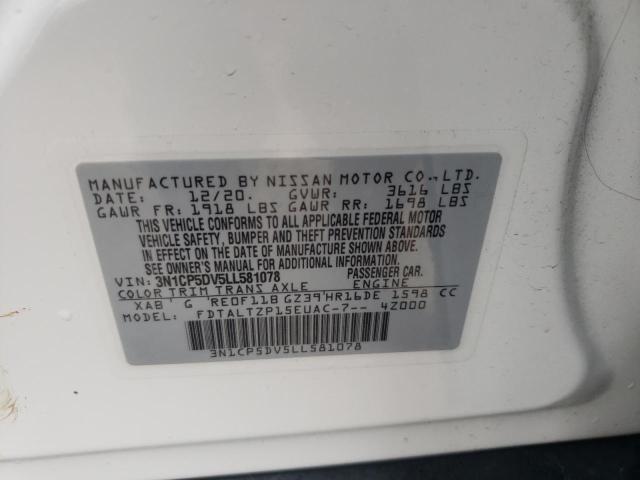 MANUFACTURED BY NISSAN MOTOR CO.,LTD.
DATE: 12/20. GVWR: 3616 LBS
GAWR FR: 1918 LBS GAWR RR: 1698 LBS
THIS VEHICLE CONFORMS TO ALL APPLICABLE FEDERAL MOTOR
VEHICLE SAFETY, BUMPER AND THEFT PREVENTION STANDARDS
IN EFFECT ON THE DATE OF MANUFACTURE SHOWN ABOVE.
SEE OWNER'S MANUAL FOR ADDITIONAL INFORMATION.
VIN: 3N1CP5DV5LL581078 PASSENGER CAR.
COLOR TRIM TRANS AXLE ENGINE
XAB G RE0F11B GZ39 HR16DE 1598 CC
MODEL: FDTALTZP15EUAC-7-- 4Z000
3N1CP5DV5LL581078